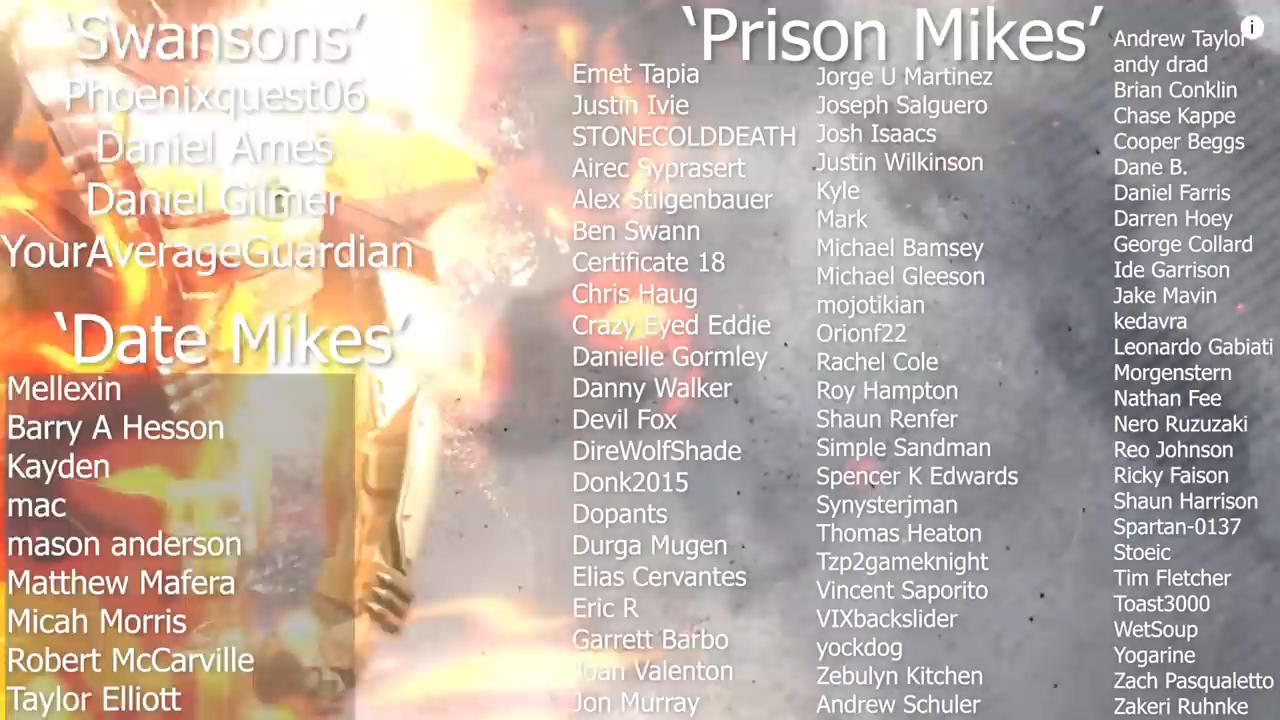 ‘Swansons’
Phoenixquest06
Daniel Ames
Daniel Gilmer
YourAverageGuardian
‘Date Mikes’
Mellexin
Barry A Hesson
Kayden
mac
mason anderson
Matthew Mafera
Micah Morris
Robert McCarville
Taylor Elliott
‘Prison Mikes’
Emet Tapia
Justin Ivie
STONECOLDDEATH
Airec Syprasert
Alex Stilgenbauer
Ben Swann
Certificate 18
Chris Haug
Crazy Eyed Eddie
Danielle Gormley
Danny Walker
Devil Fox
DireWolfShade
Donk2015
Dopants
Durga Mugen
Elias Cervantes
Eric R
Garrett Barbo
Joan Valenton
Jon Murray
Jorge U Martinez
Joseph Salguero
Josh Isaacs
Justin Wilkinson
Kyle
Mark
Michael Bamsey
Michael Gleeson
mojotikian
Orionf22
Rachel Cole
Roy Hampton
Shaun Renfer
Simple Sandman
Spencer K Edwards
Synysterjman
Thomas Heaton
Tzp2gameknight
Vincent Saporito
VIXbackslider
yockdog
Zebulyn Kitchen
Andrew Schuler
Andrew Taylor
andy drad
Brian Conklin
Chase Kappe
Cooper Beggs
Dane B.
Daniel Farris
Darren Hoey
George Collard
Ide Garrison
Jake Mavin
kedavra
Leonardo Gabiati
Morgenstern
Nathan Fee
Nero Ruzuzaki
Reo Johnson
Ricky Faison
Shaun Harrison
Spartan-0137
Stoeic
Tim Fletcher
Toast3000
WetSoup
Yogarine
Zach Pasqualetto
Zakeri Ruhnke